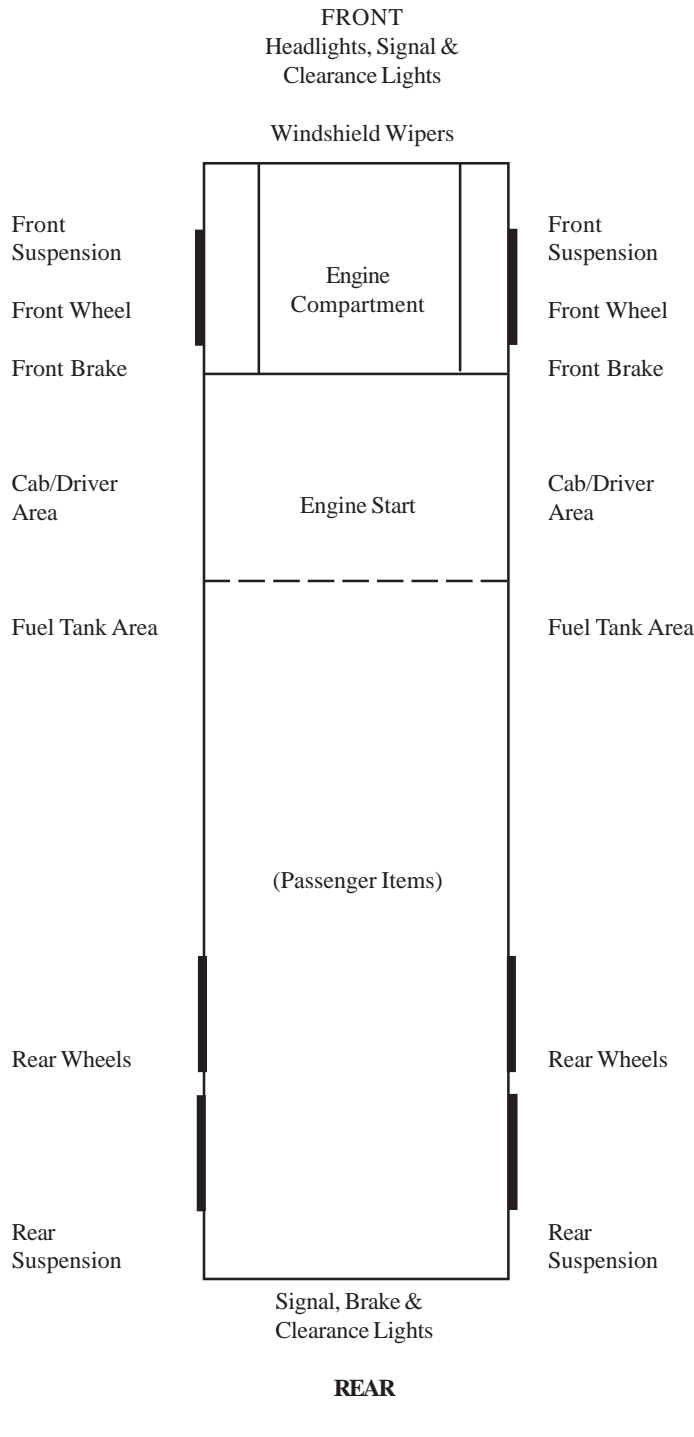 FRONT
Headlights, Signal &
Clearance Lights
Windshield Wipers
Front
Suspension
Front Wheel
Front Brake
Engine
Compartment
Front
Suspension
Front Wheel
Front Brake
Cab/Driver
Area
Engine Start
Cab/Driver
Area
Fuel Tank Area
Fuel Tank Area
(Passenger Items)
Rear Wheels
Rear Wheels
Rear
Suspension
Rear
Suspension
Signal, Brake &
Clearance Lights
REAR